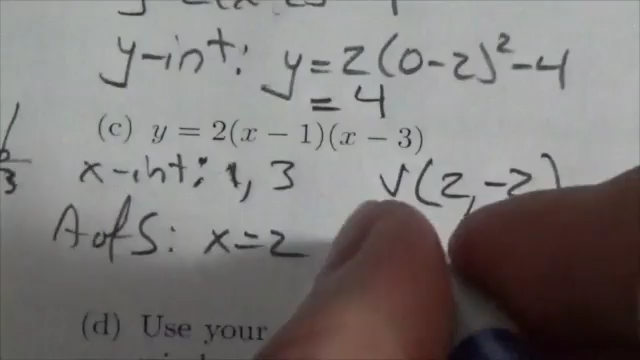 y-int: y=2(0-2)²-4
= 4
(c) y = 2(x − 1)(x − 3)
x-int: 1, 3 V(2,-2)
3
A of S: x=2
(d) Use your